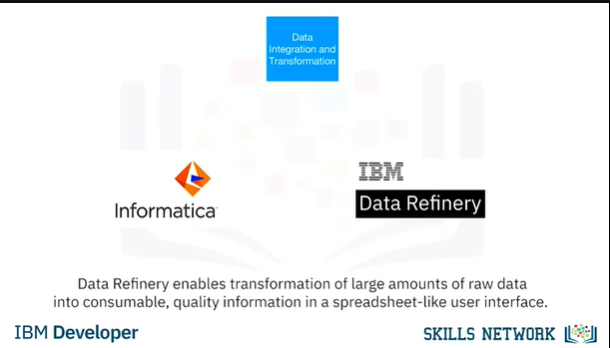 Data
Integration and
Transformation
Informatica
IBM
Data Refinery
Data Refinery enables transformation of large amounts of raw data
into consumable, quality information in a spreadsheet-like user interface.
IBM Developer
SKILLS NETWORK